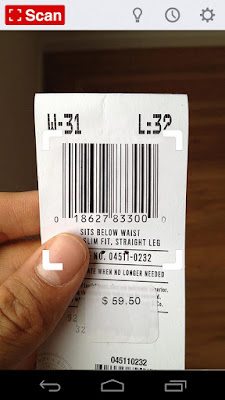 Scan
W-31 L:32
0 18627 83300 0
SITS BELOW WAIST
SLIM FIT, STRAIGHT LEG
NO. 04511-0232
ATE WHEN NO LONGER NEEDED
$ 59.50
045110232